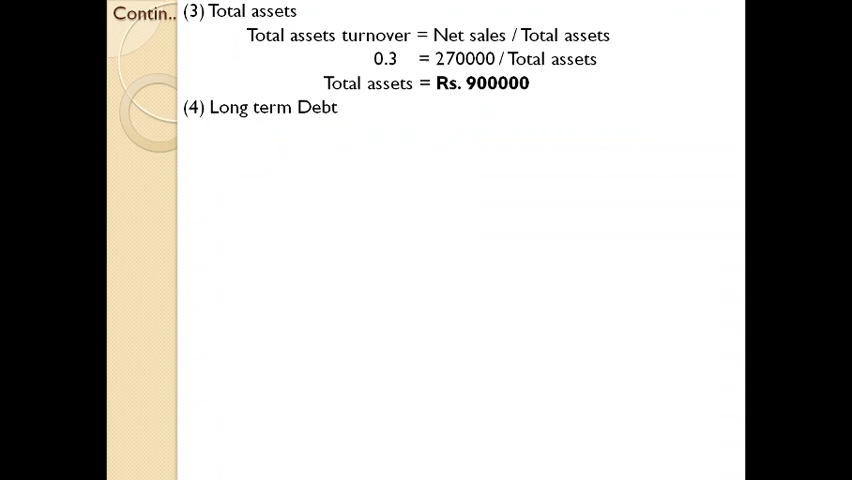 Contin..
(3) Total assets
Total assets turnover = Net sales / Total assets
0.3 = 270000 / Total assets
Total assets = Rs. 900000
(4) Long term Debt